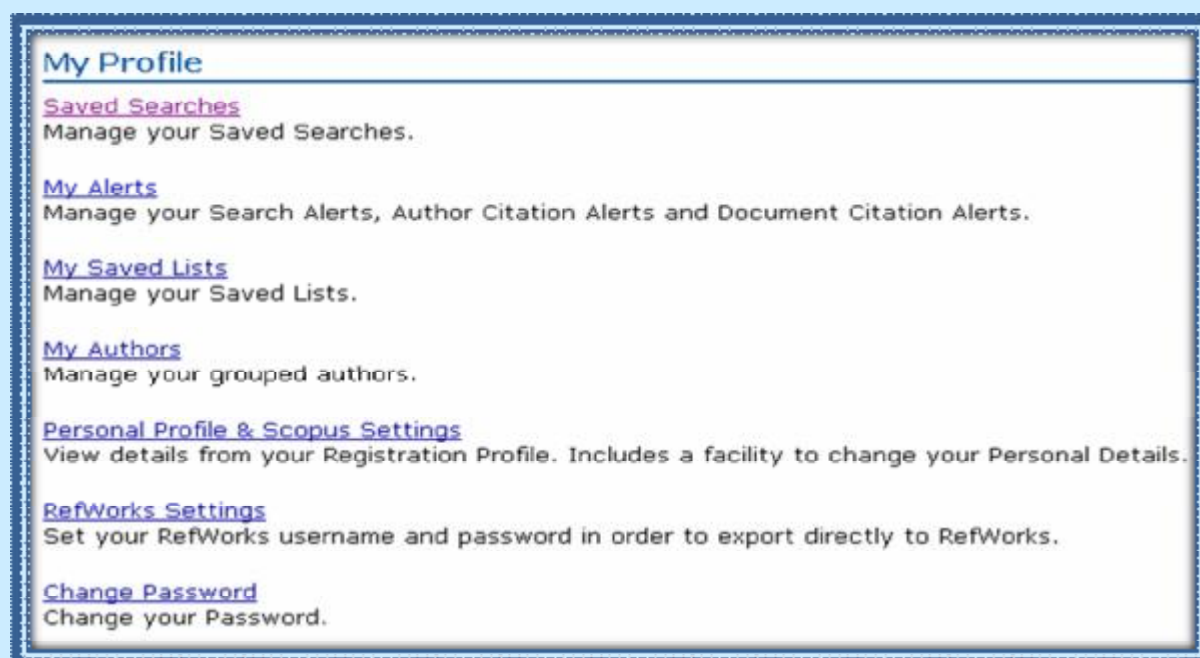 My Profile
Saved Searches
Manage your Saved Searches.
My Alerts
Manage your Search Alerts, Author Citation Alerts and Document Citation Alerts.
My Saved Lists
Manage your Saved Lists.
My Authors
Manage your grouped authors.
Personal Profile & Scopus Settings
View details from your Registration Profile. Includes a facility to change your Personal Details.
RefWorks Settings
Set your RefWorks username and password in order to export directly to RefWorks.
Change Password
Change your Password.